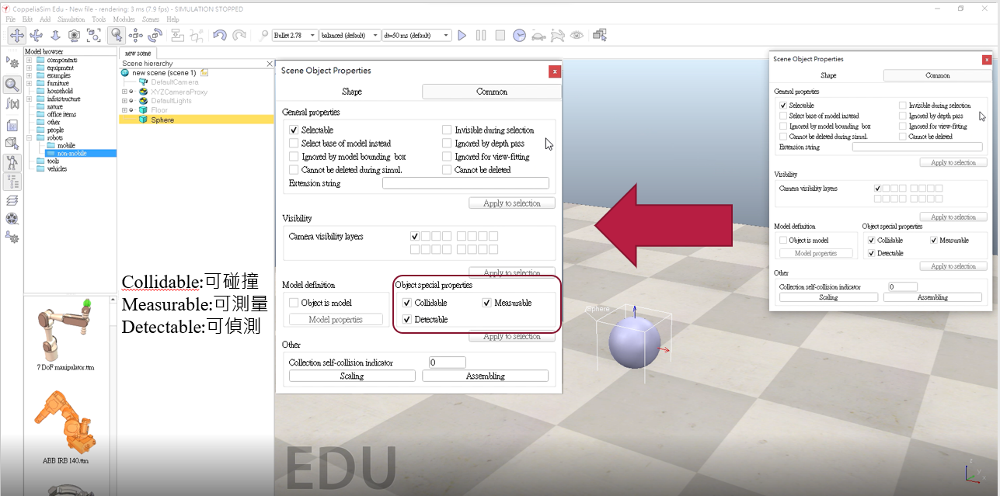 CoppeliaSim Edu - New file - rendering: 3 ms (7.9 fps) - SIMULATION STOPPED
File Edit Add Simulation Tools Modules Scenes Help
Bullet 2.78
balanced (default)
dt=50 ms (default)
Model browser
components
equipment
examples
furniture
household
infrastructure
nature
office items
other
people
robots
mobile
non-mobile
tools
vehicles
7 DoF manipulator.ttm
ABB IRB 140.ttm
new scene
Scene hierarchy
new scene (scene 1)
DefaultCamera
XYZCameraProxy
DefaultLights
Floor
Sphere
Collidable:可碰撞
Measurable:可測量
Detectable:可偵測
Scene Object Properties
Shape Common
General properties
Selectable Invisible during selection
Select base of model instead Ignored by depth pass
Ignored by model bounding box Ignored for view-fitting
Cannot be deleted during simul. Cannot be deleted
Extension string
Apply to selection
Visibility
Camera visibility layers
Apply to selection
Model definition Object special properties
Object is model Collidable Measurable
Model properties Detectable
Apply to selection
Other
Collection self-collision indicator 0
Scaling Assembling
Sphere
EDU
Scene Object Properties
Shape Common
General properties
Selectable Invisible during selection
Select base of model instead Ignored by depth pass
Ignored by model bounding box Ignored for view-fitting
Cannot be deleted during simul. Cannot be deleted
Extension string
Apply to selection
Visibility
Camera visibility layers
Apply to selection
Model definition Object special properties
Object is model Collidable Measurable
Model properties Detectable
Apply to selection
Other
Collection self-collision indicator 0
Scaling Assembling
z
y
x